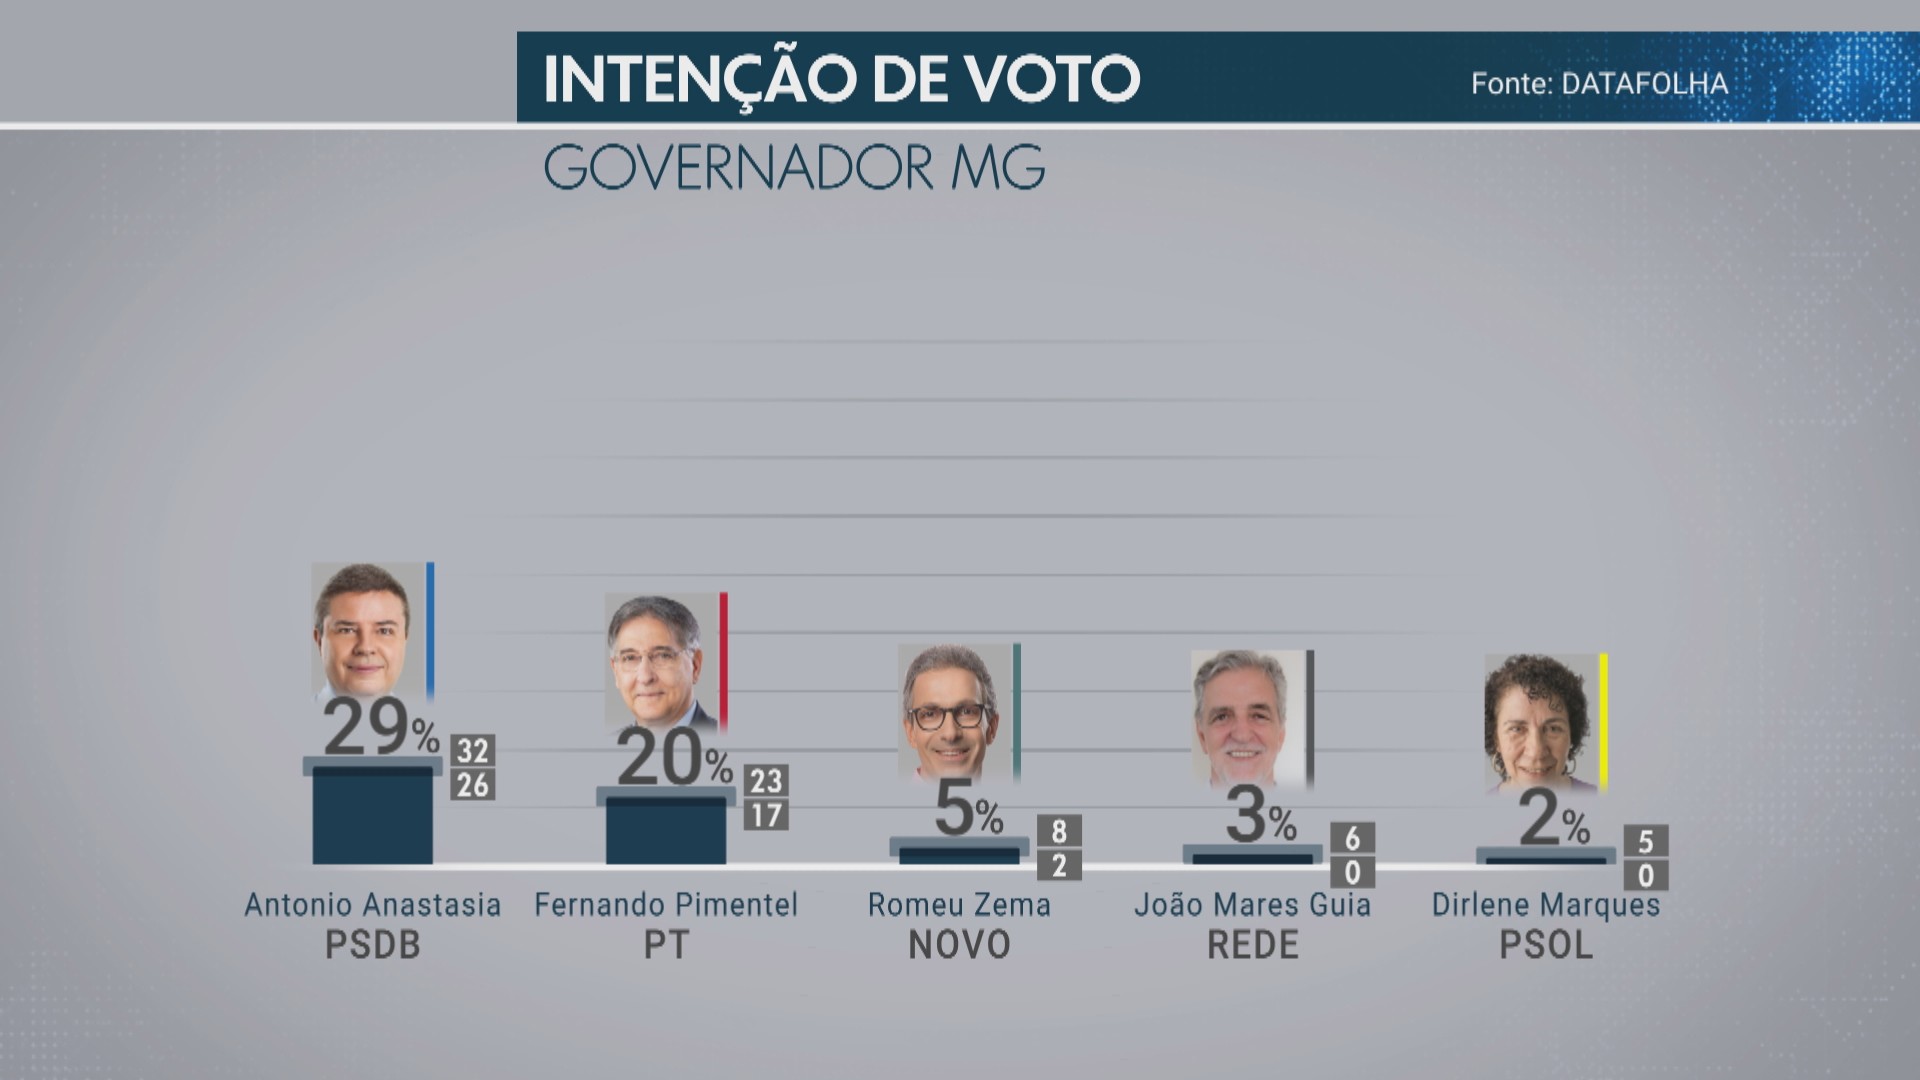 INTENÇÃO DE VOTO
Fonte: DATAFOLHA
GOVERNADOR MG
29%
32
26
20%
23
17
5%
8
2
3%
6
0
2%
5
0
Antonio Anastasia
PSDB
Fernando Pimentel
PT
Romeu Zema
NOVO
João Mares Guia
REDE
Dirlene Marques
PSOL